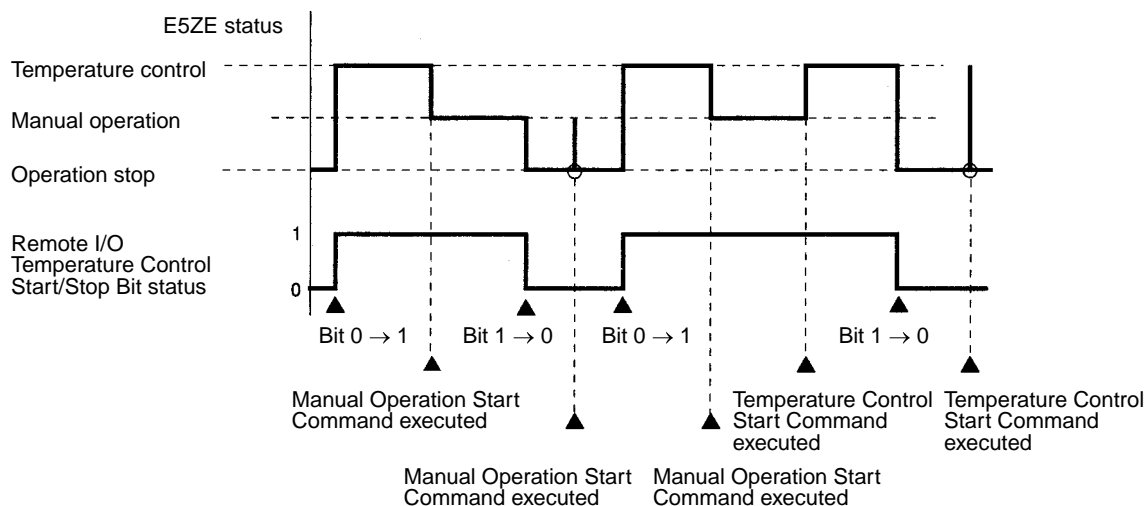 E5ZE status
Temperature control
Manual operation
Operation stop
Remote I/O
Temperature Control
Start/Stop Bit status
1
0
Bit 0 → 1
Bit 1 → 0
Bit 0 → 1
Bit 1 → 0
Manual Operation Start
Command executed
Temperature Control
Start Command
executed
Temperature Control
Start Command
executed
Manual Operation Start
Command executed
Manual Operation Start
Command executed